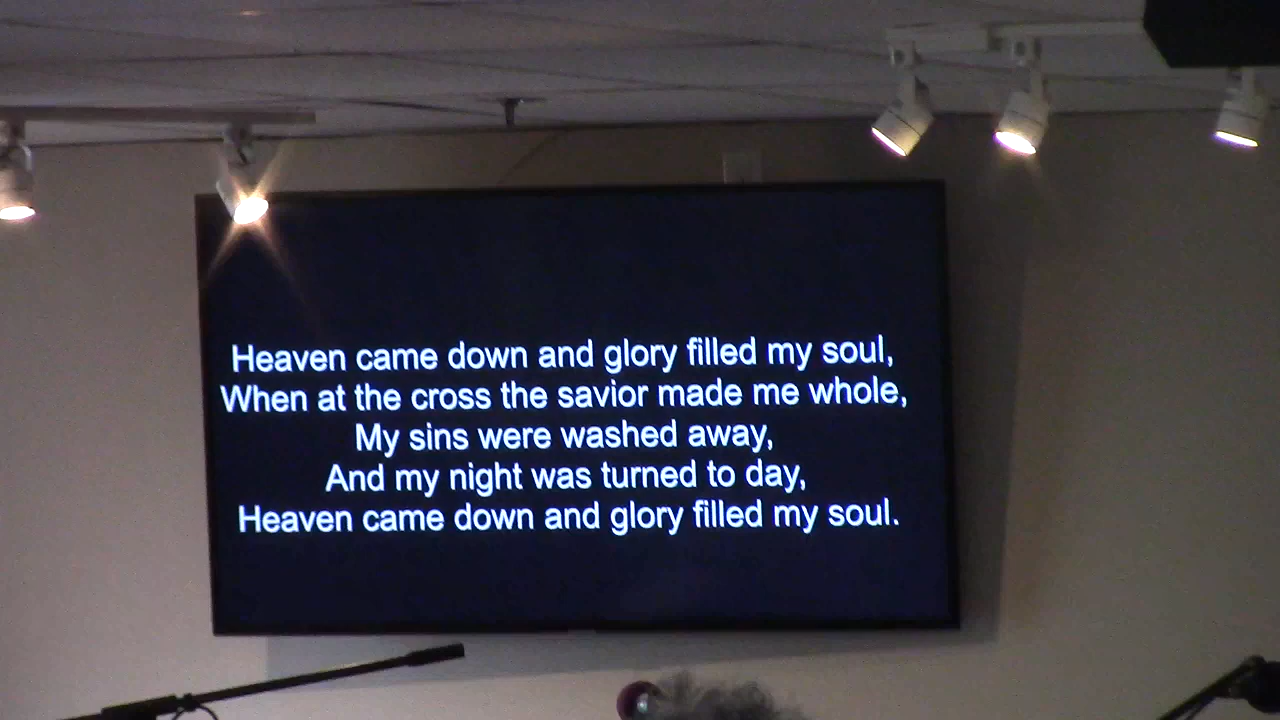 Heaven came down and glory filled my soul,
When at the cross the savior made me whole,
My sins were washed away,
And my night was turned to day,
Heaven came down and glory filled my soul.